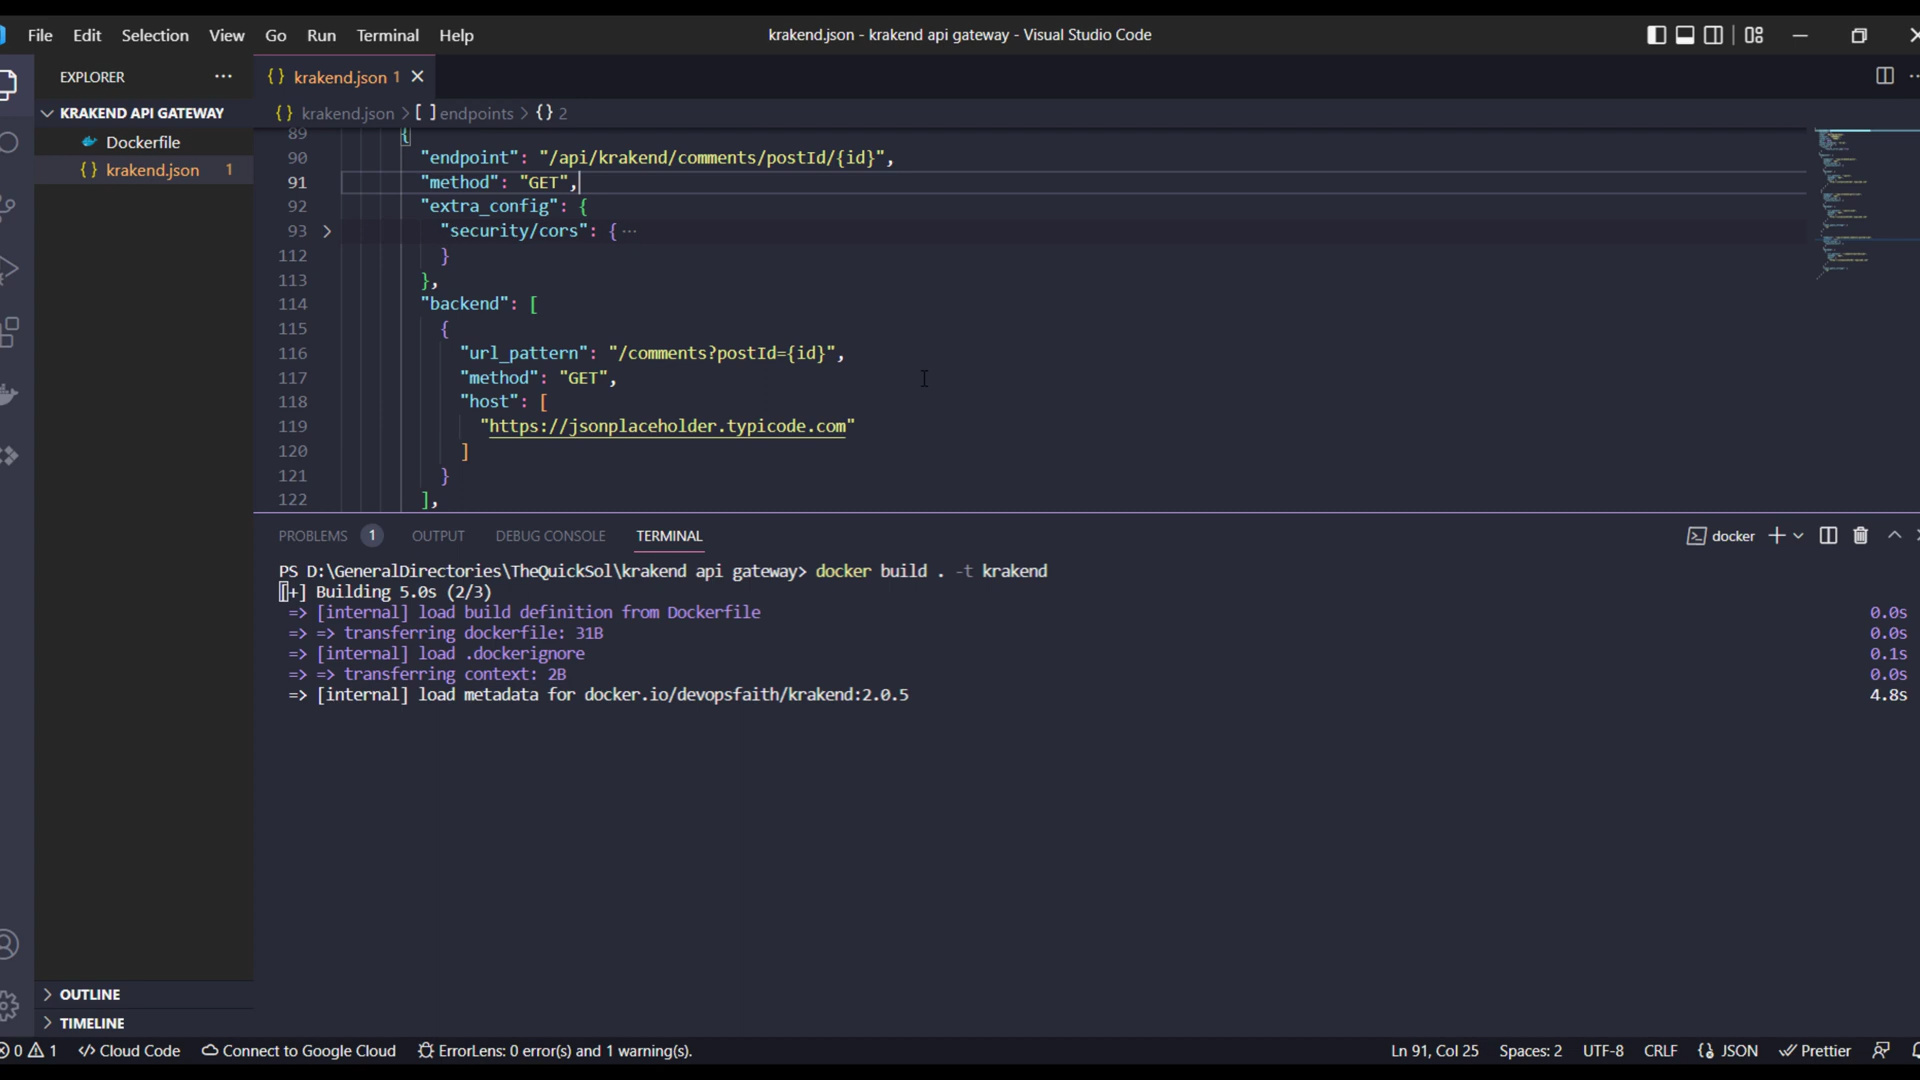 File Edit Selection View Go Run Terminal Help
krakend.json - krakend api gateway - Visual Studio Code
EXPLORER
KRAKEND API GATEWAY
Dockerfile
{} krakend.json 1
OUTLINE
TIMELINE
{} krakend.json 1
{} krakend.json > [ ] endpoints > {} 2
89 {
90 "endpoint": "/api/krakend/comments/postId/{id}",
91 "method": "GET",
92 "extra_config": {
93 "security/cors": { ···
112 }
113 },
114 "backend": [
115 {
116 "url_pattern": "/comments?postId={id}",
117 "method": "GET",
118 "host": [
119 "https://jsonplaceholder.typicode.com"
120 ]
121 }
122 ],
PROBLEMS 1 OUTPUT DEBUG CONSOLE TERMINAL
docker
PS D:\GeneralDirectories\TheQuickSol\krakend api gateway> docker build . -t krakend
[+] Building 5.0s (2/3)
=> [internal] load build definition from Dockerfile 0.0s
=> => transferring dockerfile: 31B 0.0s
=> [internal] load .dockerignore 0.1s
=> => transferring context: 2B 0.0s
=> [internal] load metadata for docker.io/devopsfaith/krakend:2.0.5 4.8s
0 1 Cloud Code Connect to Google Cloud ErrorLens: 0 error(s) and 1 warning(s). Ln 91, Col 25 Spaces: 2 UTF-8 CRLF JSON Prettier